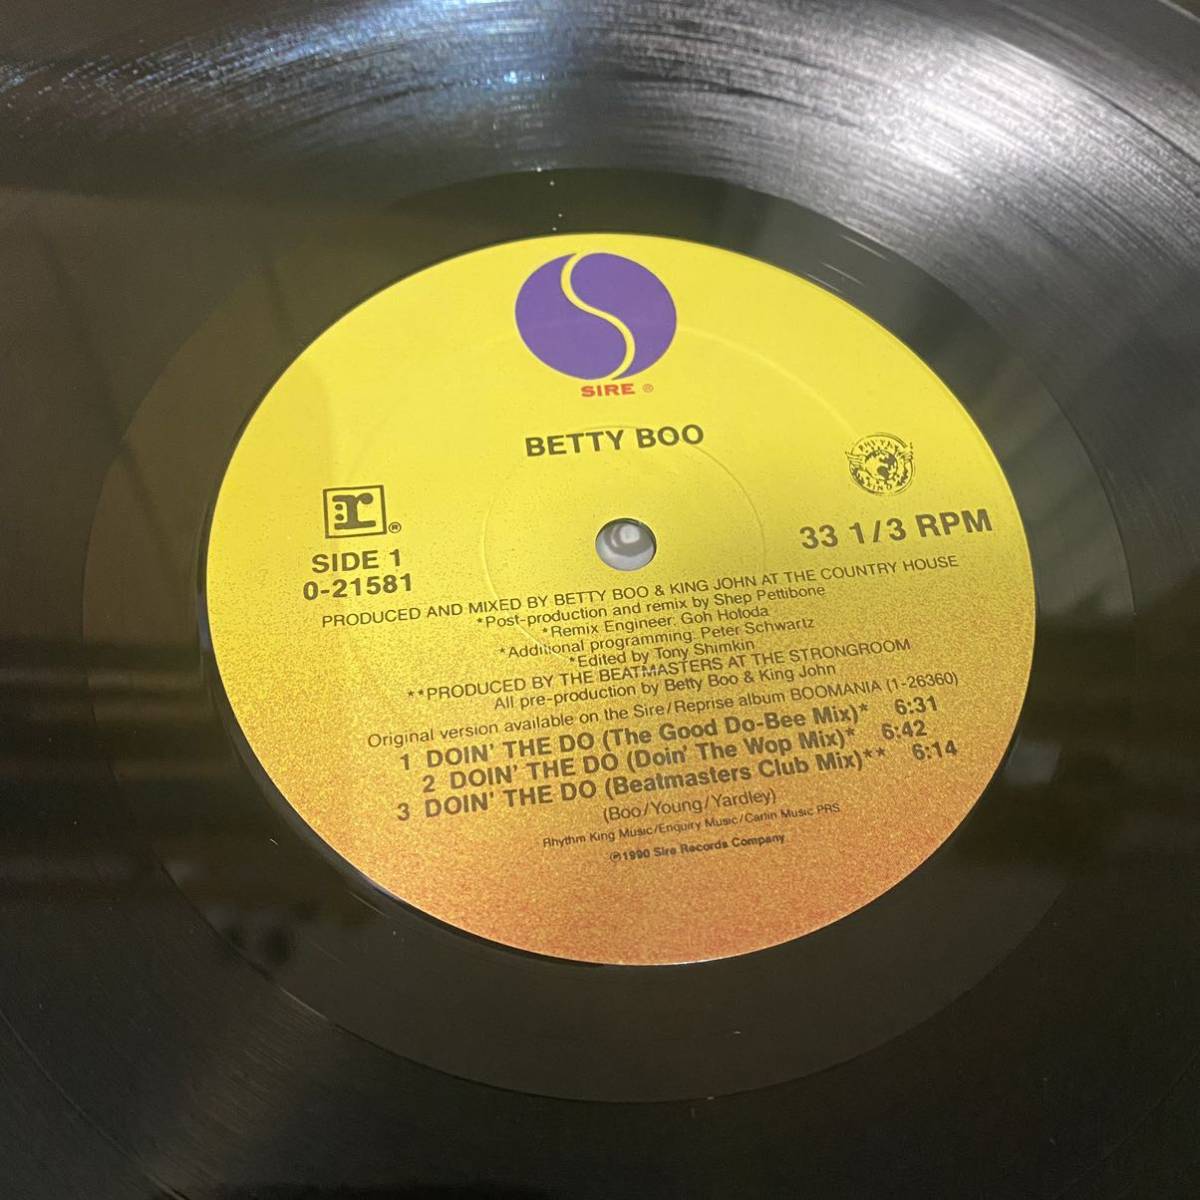 SIRE ®
BETTY BOO
RHYTHM KING
r ®
SIDE 1
0-21581
33 1/3 RPM
PRODUCED AND MIXED BY BETTY BOO & KING JOHN AT THE COUNTRY HOUSE
*Post-production and remix by Shep Pettibone
*Remix Engineer: Goh Hotoda
*Additional programming: Peter Schwartz
*Edited by Tony Shimkin
**PRODUCED BY THE BEATMASTERS AT THE STRONGROOM
All pre-production by Betty Boo & King John
Original version available on the Sire/Reprise album BOOMANIA (1-26360)
1 DOIN' THE DO (The Good Do-Bee Mix)* 6:31
2 DOIN' THE DO (Doin' The Wop Mix)* 6:42
3 DOIN' THE DO (Beatmasters Club Mix)** 6:14
(Boo/Young/Yardley)
Rhythm King Music/Enquiry Music/Carlin Music PRS
℗1990 Sire Records Company